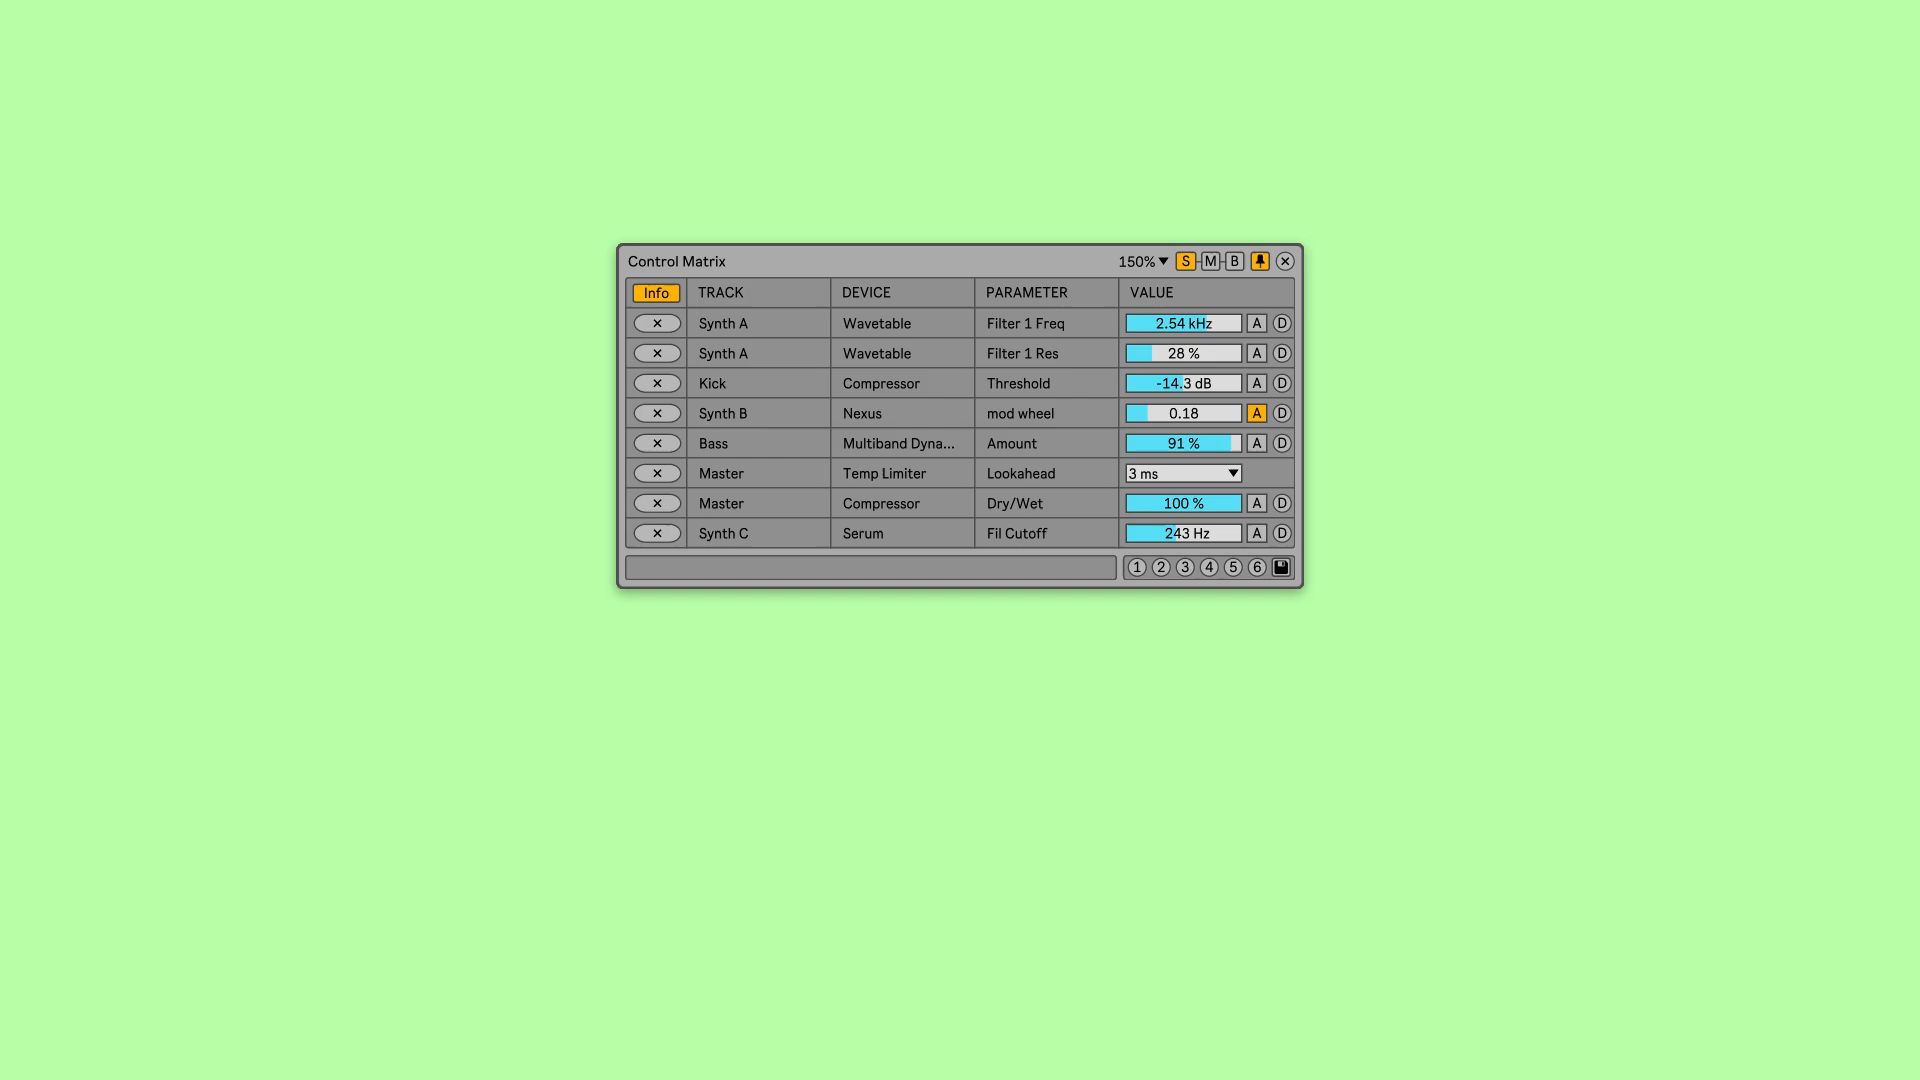 Control Matrix 150% S M B
Info TRACK DEVICE PARAMETER VALUE
Synth A Wavetable Filter 1 Freq 2.54 kHz A D
Synth A Wavetable Filter 1 Res 28 % A D
Kick Compressor Threshold -14.3 dB A D
Synth B Nexus mod wheel 0.18 A D
Bass Multiband Dyna... Amount 91 % A D
Master Temp Limiter Lookahead 3 ms
Master Compressor Dry/Wet 100 % A D
Synth C Serum Fil Cutoff 243 Hz A D
1 2 3 4 5 6